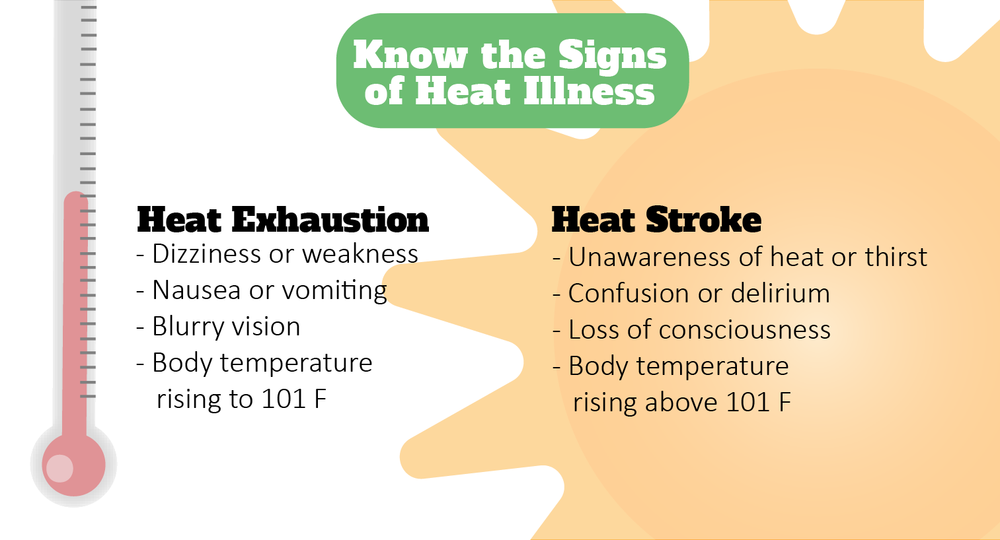 Know the Signs
of Heat Illness
Heat Exhaustion
- Dizziness or weakness
- Nausea or vomiting
- Blurry vision
- Body temperature
rising to 101 F
Heat Stroke
- Unawareness of heat or thirst
- Confusion or delirium
- Loss of consciousness
- Body temperature
rising above 101 F